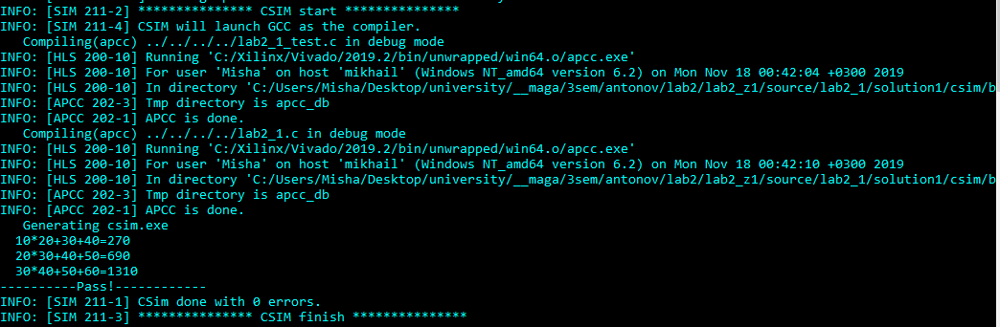 INFO: [SIM 211-2] *************** CSIM start ***************
INFO: [SIM 211-4] CSIM will launch GCC as the compiler.
   Compiling(apcc) ../../../../lab2_1_test.c in debug mode
INFO: [HLS 200-10] Running 'C:/Xilinx/Vivado/2019.2/bin/unwrapped/win64.o/apcc.exe'
INFO: [HLS 200-10] For user 'Misha' on host 'mikhail' (Windows NT_amd64 version 6.2) on Mon Nov 18 00:42:04 +0300 2019
INFO: [HLS 200-10] In directory 'C:/Users/Misha/Desktop/university/__maga/3sem/antonov/lab2/lab2_z1/source/lab2_1/solution1/csim/b
INFO: [APCC 202-3] Tmp directory is apcc_db
INFO: [APCC 202-1] APCC is done.
   Compiling(apcc) ../../../../lab2_1.c in debug mode
INFO: [HLS 200-10] Running 'C:/Xilinx/Vivado/2019.2/bin/unwrapped/win64.o/apcc.exe'
INFO: [HLS 200-10] For user 'Misha' on host 'mikhail' (Windows NT_amd64 version 6.2) on Mon Nov 18 00:42:10 +0300 2019
INFO: [HLS 200-10] In directory 'C:/Users/Misha/Desktop/university/__maga/3sem/antonov/lab2/lab2_z1/source/lab2_1/solution1/csim/b
INFO: [APCC 202-3] Tmp directory is apcc_db
INFO: [APCC 202-1] APCC is done.
   Generating csim.exe
  10*20+30+40=270
  20*30+40+50=690
  30*40+50+60=1310
----------Pass!------------
INFO: [SIM 211-1] CSim done with 0 errors.
INFO: [SIM 211-3] *************** CSIM finish ***************